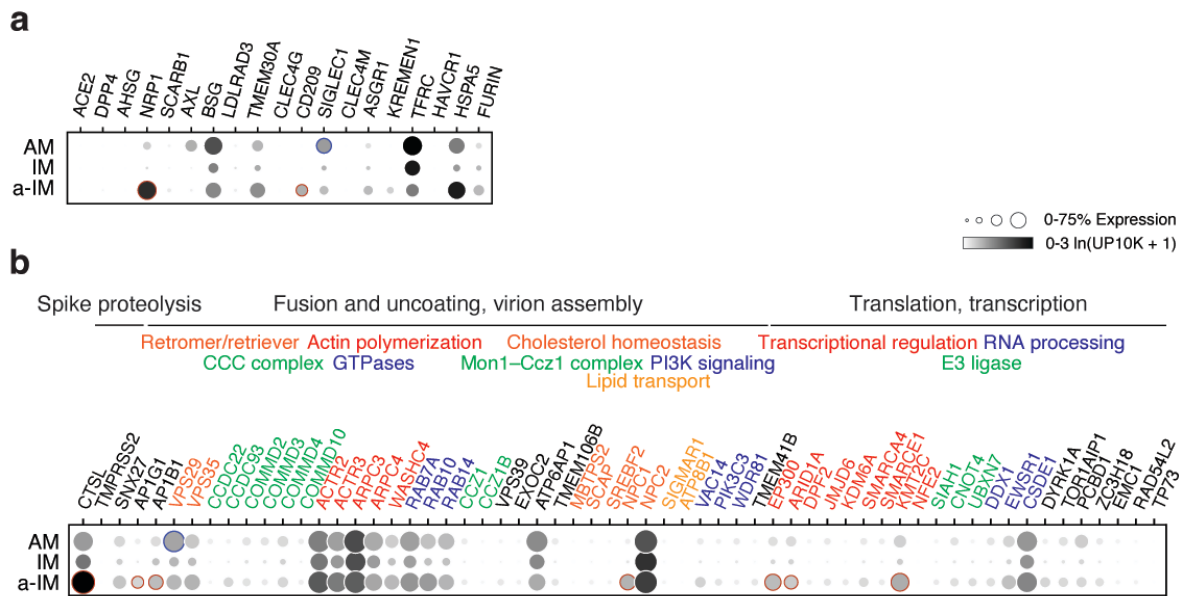 a
ACE2
DPP4
AHSG
NRP1
SCARB1
AXL
BSG
LDLRAD3
TMEM30A
CLEC4G
CD209
SIGLEC1
CLEC4M
ASGR1
KREMEN1
TFRC
HAVCR1
HSPA5
FURIN
AM
IM
a-IM
0-75% Expression
0-3 ln(UP10K + 1)
b
Spike proteolysis Fusion and uncoating, virion assembly Translation, transcription
Retromer/retriever Actin polymerization Cholesterol homeostasis Transcriptional regulation RNA processing
CCC complex GTPases Mon1–Ccz1 complex PI3K signaling E3 ligase
Lipid transport
CTSL
TMPRSS2
SNX27
AP1G1
AP1B1
VPS29
VPS35
CCDC22
CCDC93
COMMD2
COMMD3
COMMD4
COMMD10
ACTR2
ACTR3
ARPC3
ARPC4
WASHC4
RAB7A
RAB10
RAB14
CCZ1
CCZ1B
VPS39
EXOC2
ATP6AP1
TMEM106B
MBTPS2
SCAP
SREBF2
NPC1
NPC2
SIGMAR1
ATP8B1
VAC14
PIK3C3
WDR81
TMEM41B
EP300
ARID1A
DPF2
JMJD6
KDM6A
SMARCA4
SMARCE1
KMT2C
NFE2
SIAH1
CNOT4
UBXN7
DDX1
EWSR1
CSDE1
DYRK1A
TOR1AIP1
PCBD1
ZC3H18
EMC1
RAD54L2
TP73
AM
IM
a-IM